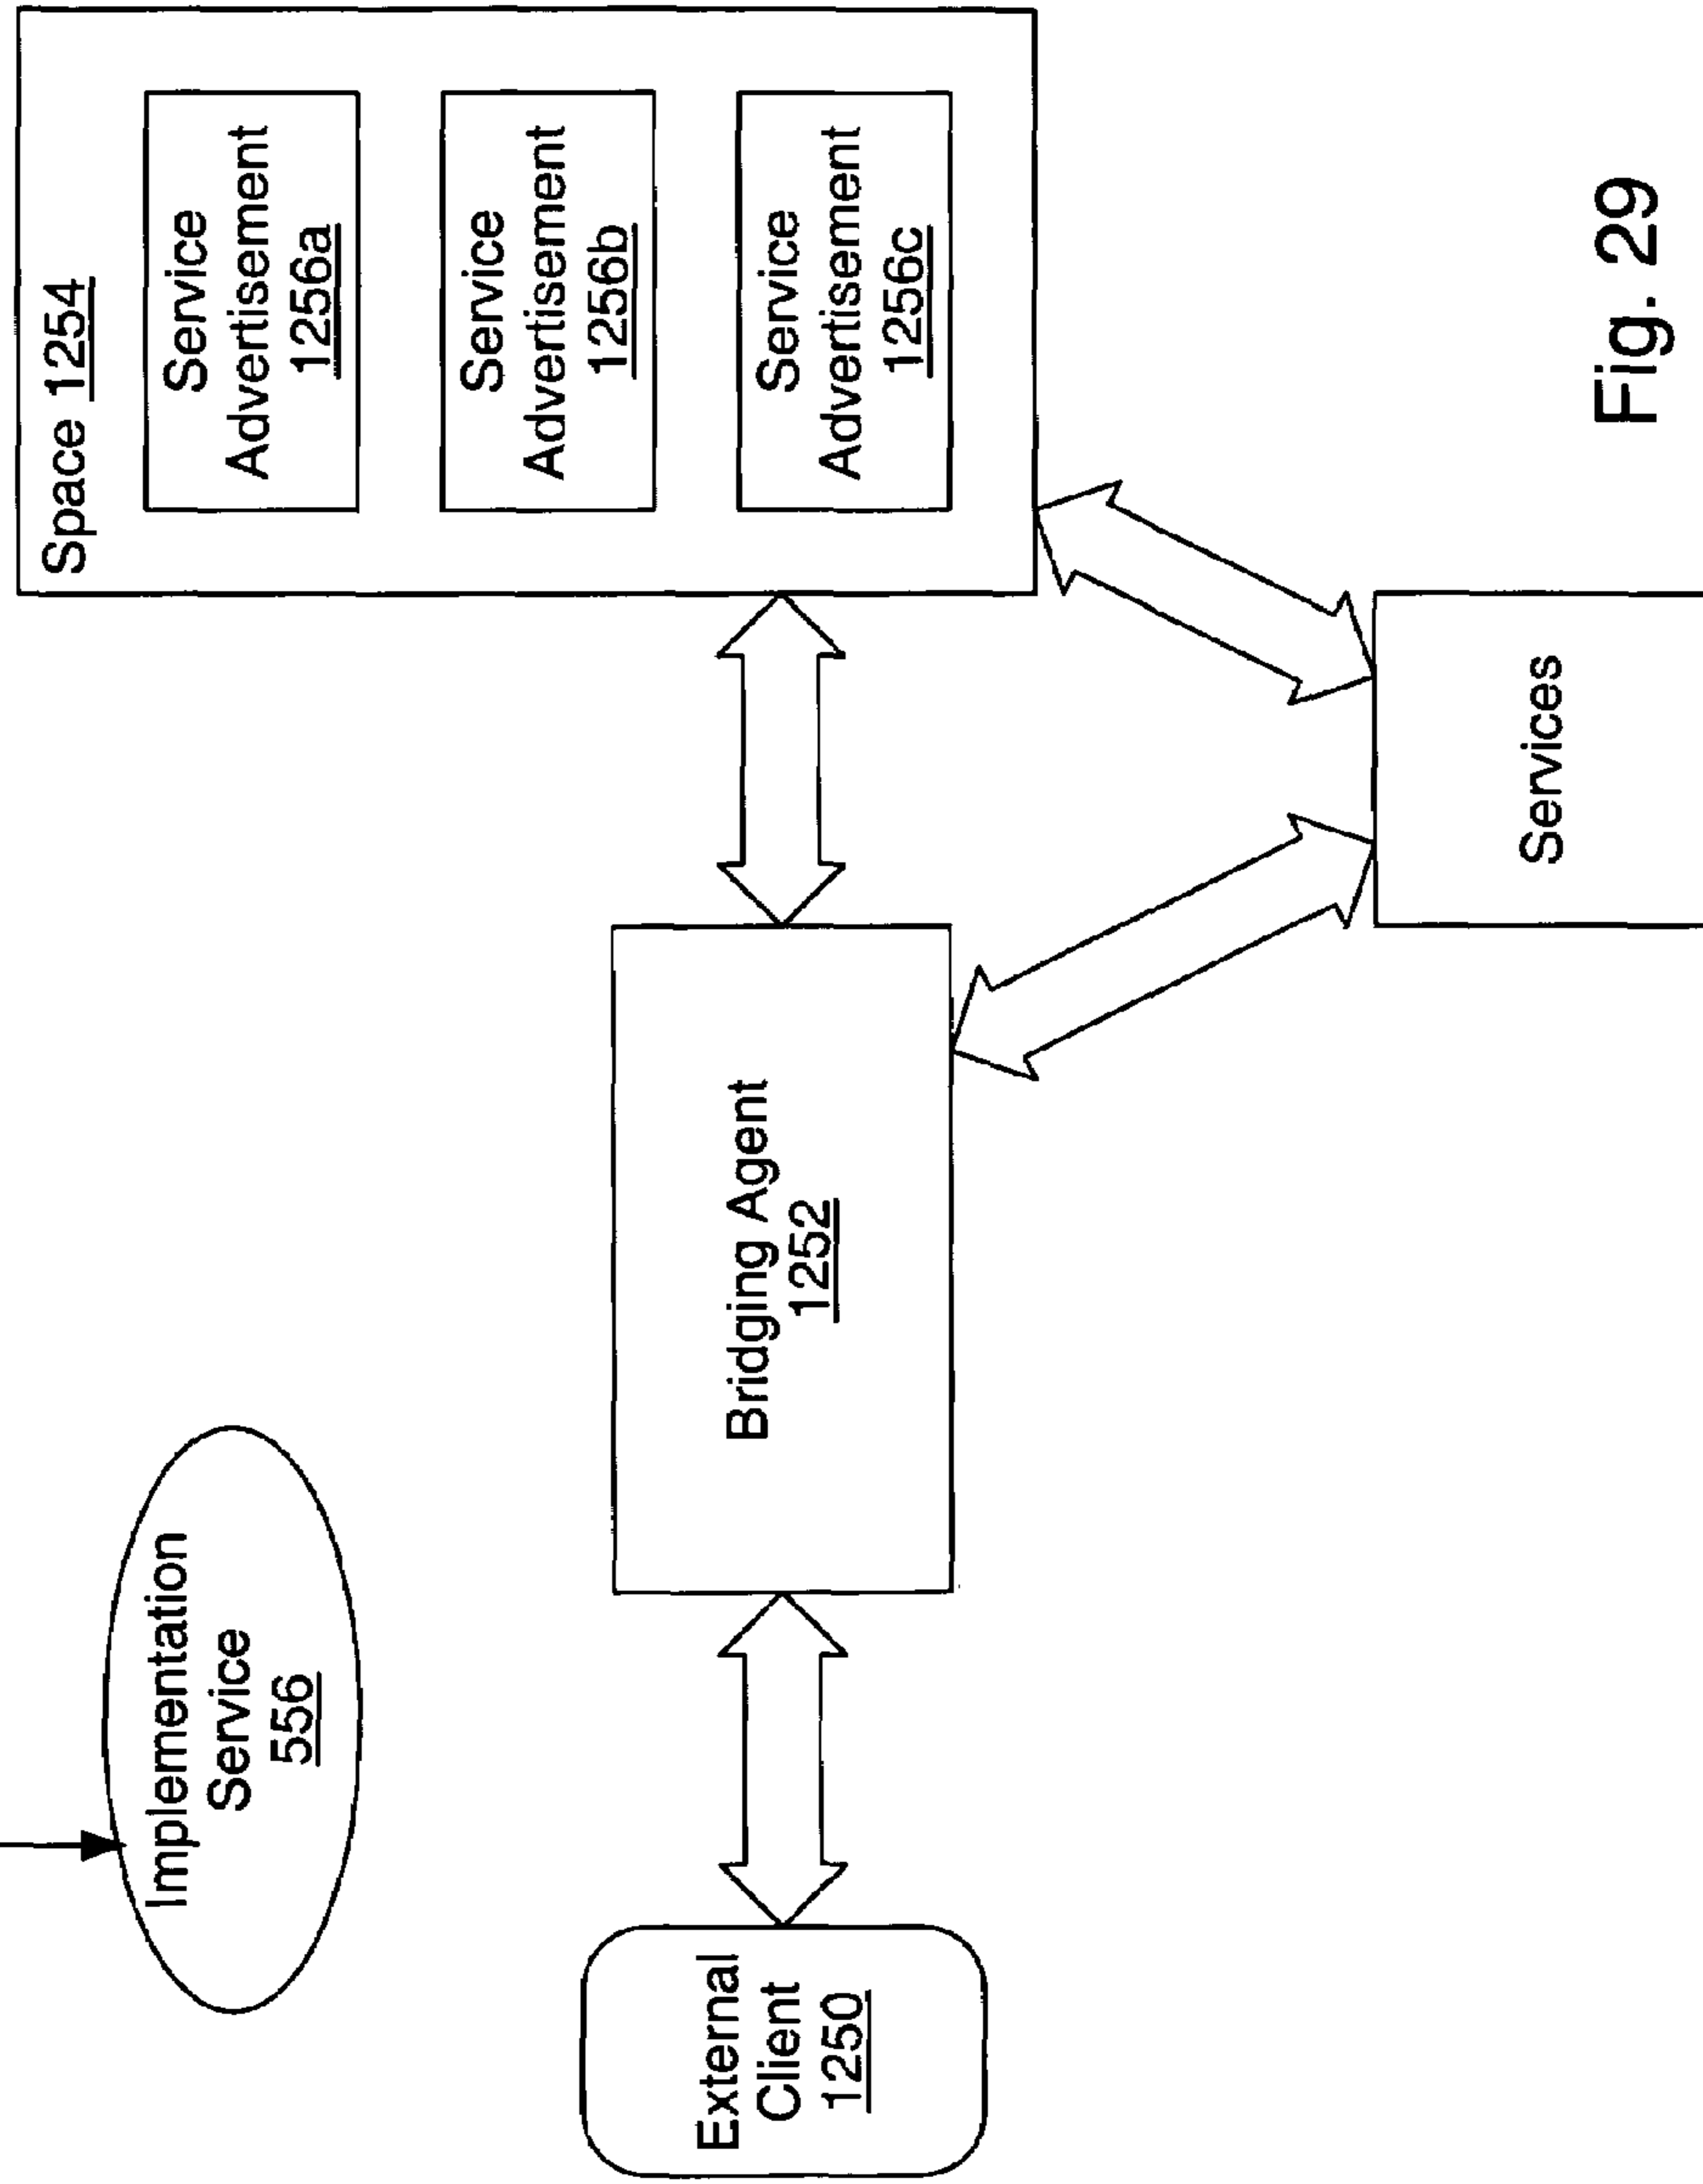 Space 1254
Service
Advertisement
1256a
Service
Advertisement
1256b
Service
Advertisement
1256c
Implementation
Service
556
External
Client
1250
Bridging Agent
1252
Services
Fig. 29